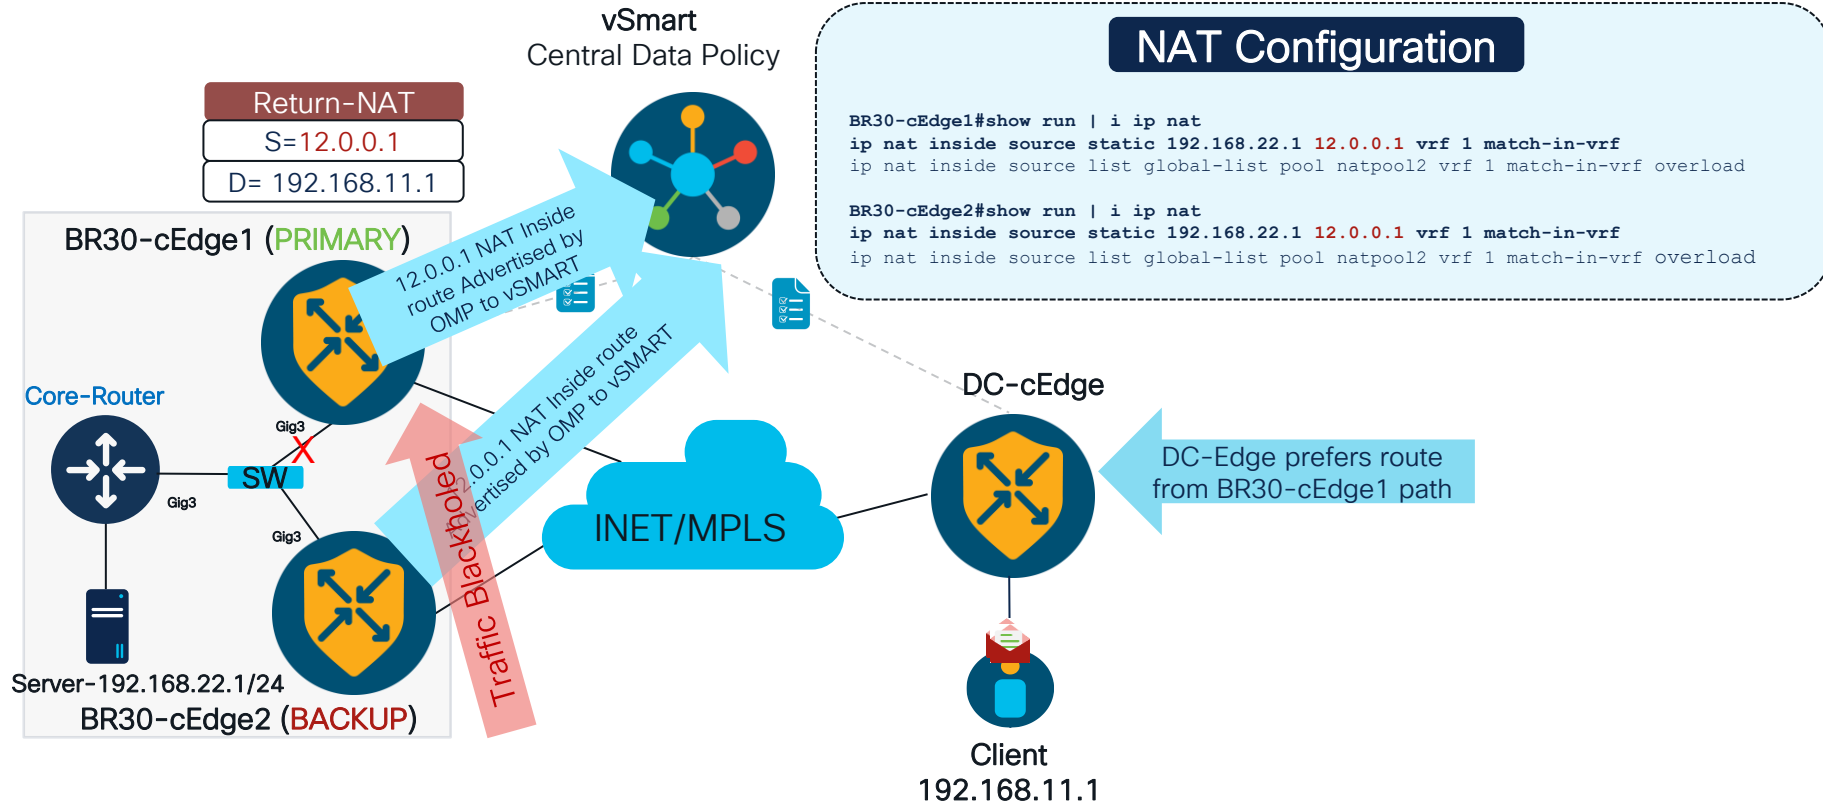 vSmart
Central Data Policy
NAT Configuration
BR30-cEdge1#show run | i ip nat
ip nat inside source static 192.168.22.1 12.0.0.1 vrf 1 match-in-vrf
ip nat inside source list global-list pool natpool2 vrf 1 match-in-vrf overload
BR30-cEdge2#show run | i ip nat
ip nat inside source static 192.168.22.1 12.0.0.1 vrf 1 match-in-vrf
ip nat inside source list global-list pool natpool2 vrf 1 match-in-vrf overload
Return-NAT
S=12.0.0.1
D= 192.168.11.1
BR30-cEdge1 (PRIMARY)
12.0.0.1 NAT Inside
route Advertised by
OMP to vSMART
2.0.0.1 NAT Inside route
vertised by OMP to vSMART
Core-Router
Gig3
X
SW
Gig3
Gig3
Traffic Blackholed
INET/MPLS
DC-cEdge
DC-Edge prefers route
from BR30-cEdge1 path
Server-192.168.22.1/24
BR30-cEdge2 (BACKUP)
Client
192.168.11.1